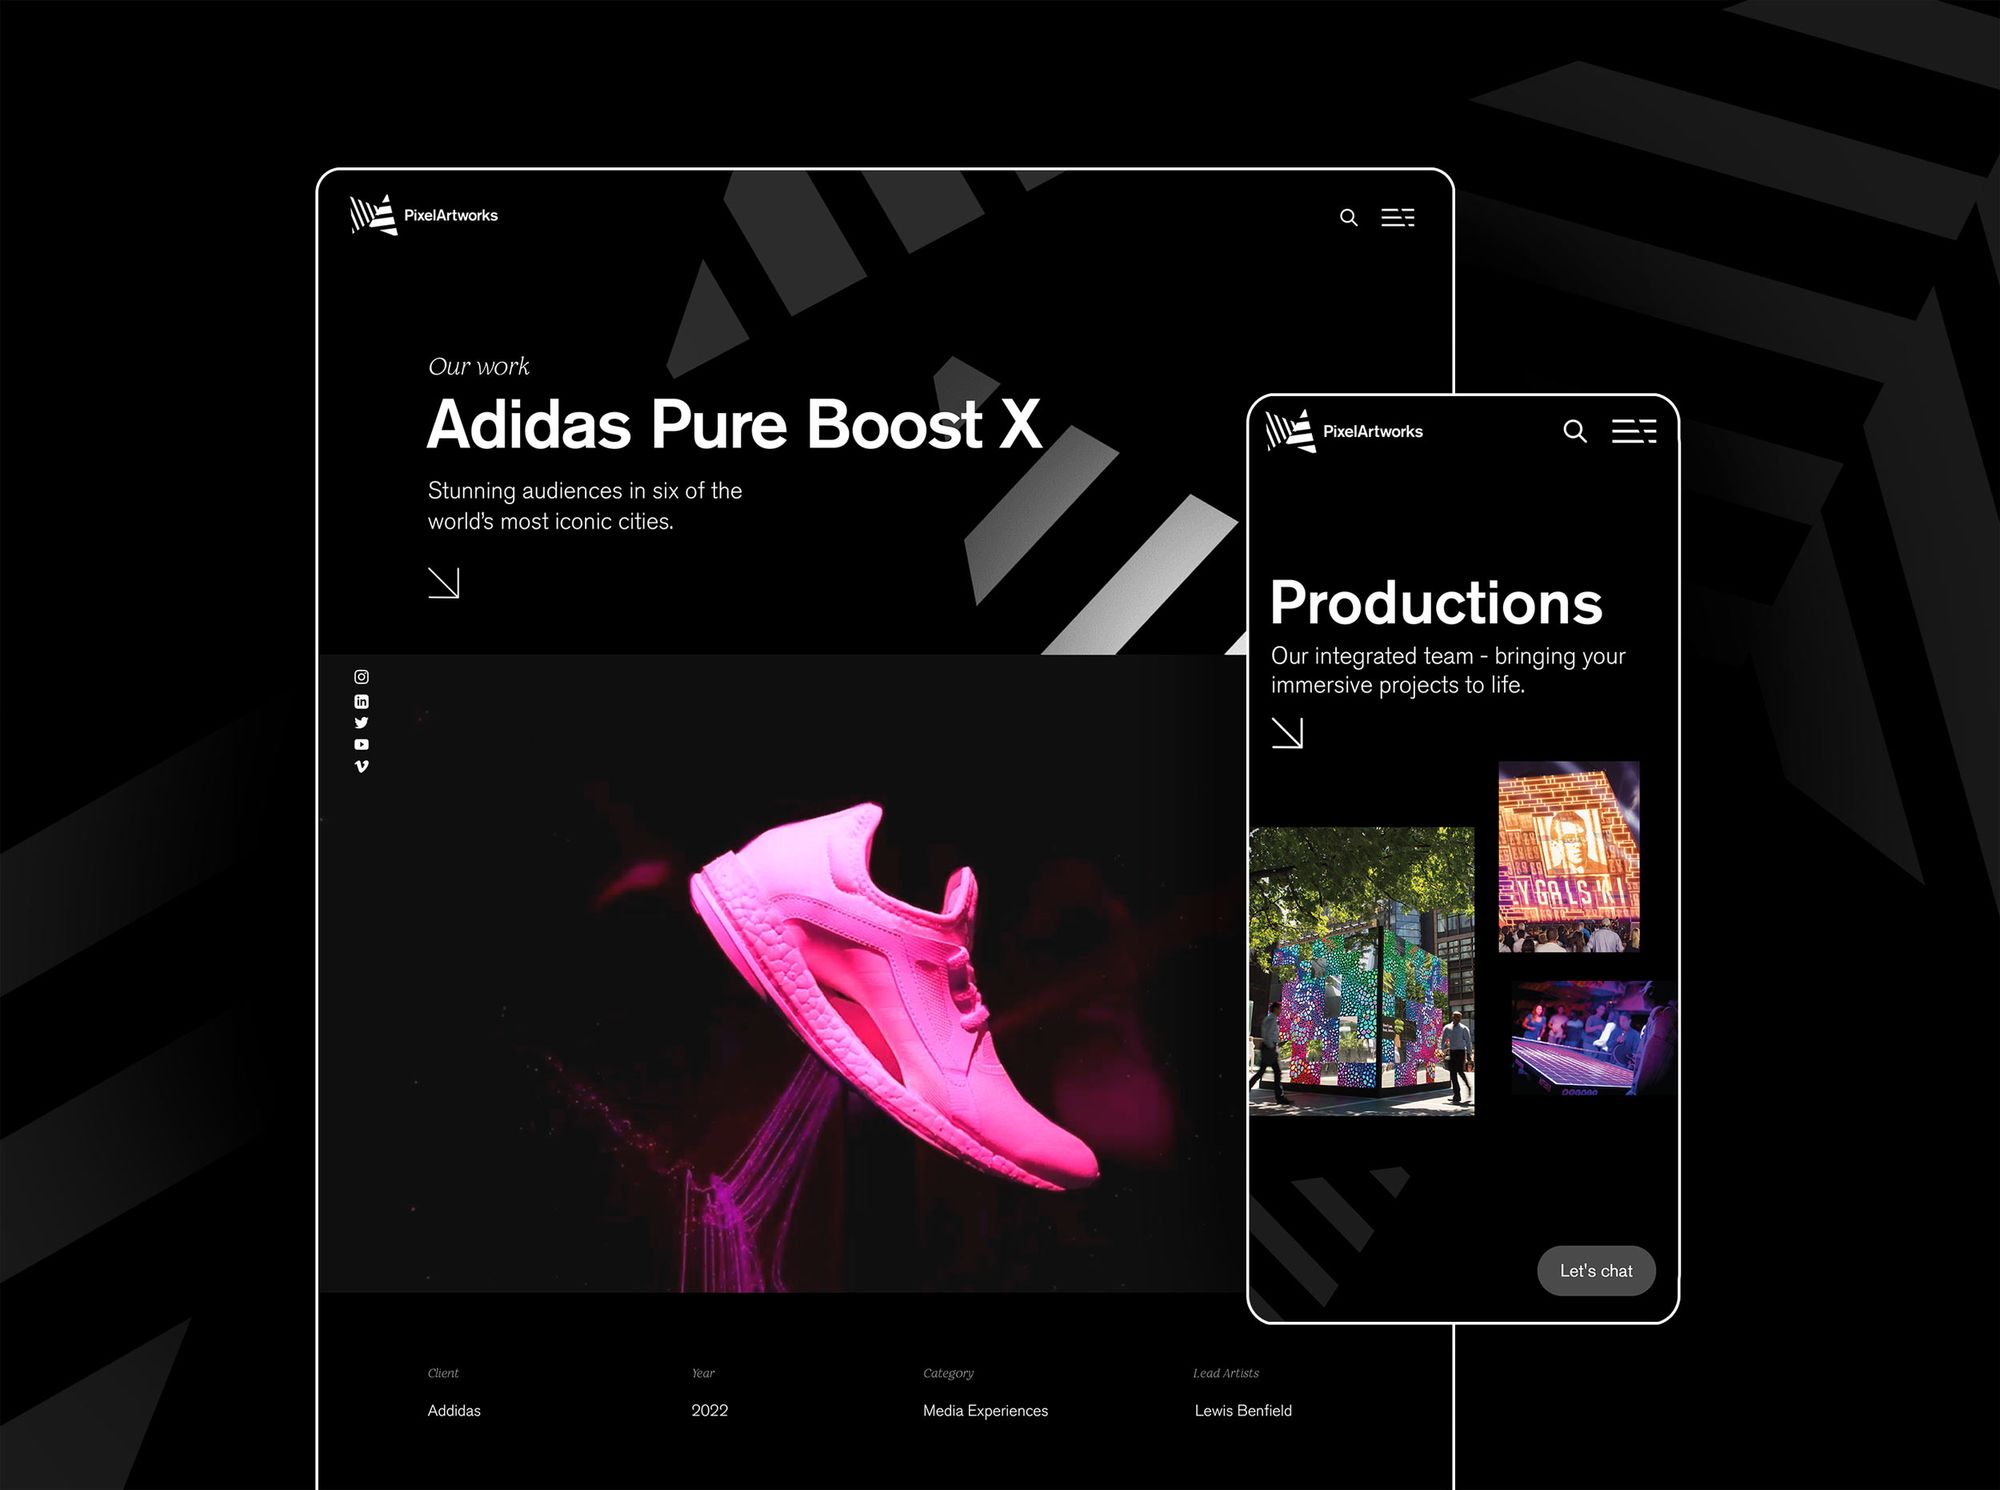 PixelArtworks
Our work
Adidas Pure Boost X
Stunning audiences in six of the
world's most iconic cities.
Client
Addidas
Year
2022
Category
Media Experiences
Lead Artists
Lewis Benfield
PixelArtworks
Productions
Our integrated team - bringing your
immersive projects to life.
YGALSKI
Let's chat